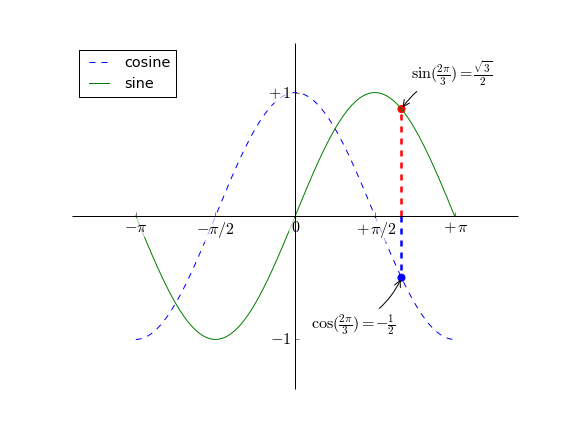 cosine
sine
sin(2π/3)=√3/2
+1
−π
−π/2
0
+π/2
+π
cos(2π/3)=−1/2
−1